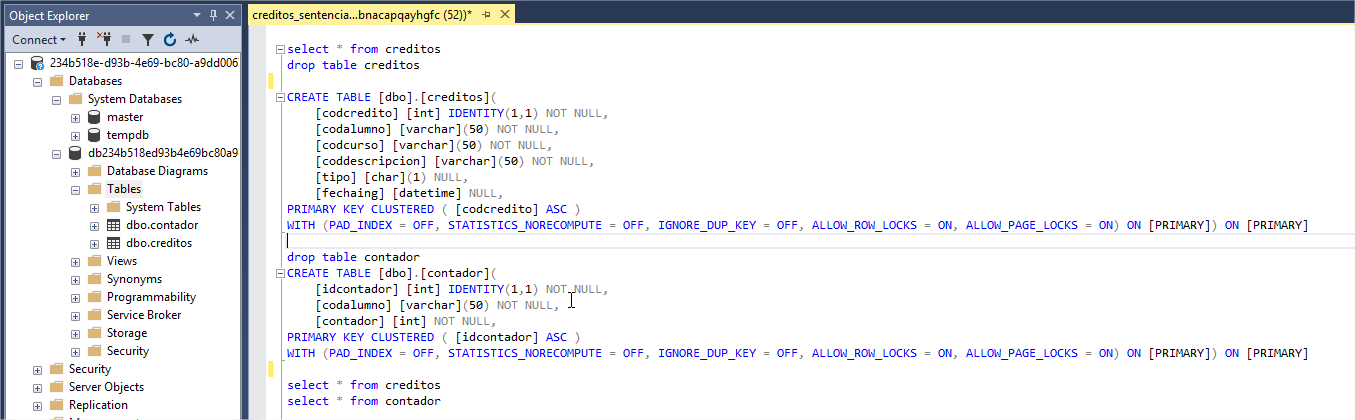 Object Explorer
Connect
234b518e-d93b-4e69-bc80-a9dd006
Databases
System Databases
master
tempdb
db234b518ed93b4e69bc80a9
Database Diagrams
Tables
System Tables
dbo.contador
dbo.creditos
Views
Synonyms
Programmability
Service Broker
Storage
Security
Security
Server Objects
Replication
creditos_sentencia...bnacapqayhgfc (52))*
select * from creditos
drop table creditos
CREATE TABLE [dbo].[creditos](
[codcredito] [int] IDENTITY(1,1) NOT NULL,
[codalumno] [varchar](50) NOT NULL,
[codcurso] [varchar](50) NOT NULL,
[coddescripcion] [varchar](50) NOT NULL,
[tipo] [char](1) NULL,
[fechaing] [datetime] NULL,
PRIMARY KEY CLUSTERED ( [codcredito] ASC )
WITH (PAD_INDEX = OFF, STATISTICS_NORECOMPUTE = OFF, IGNORE_DUP_KEY = OFF, ALLOW_ROW_LOCKS = ON, ALLOW_PAGE_LOCKS = ON) ON [PRIMARY]) ON [PRIMARY]
drop table contador
CREATE TABLE [dbo].[contador](
[idcontador] [int] IDENTITY(1,1) NOT NULL,
[codalumno] [varchar](50) NOT NULL,
[contador] [int] NOT NULL,
PRIMARY KEY CLUSTERED ( [idcontador] ASC )
WITH (PAD_INDEX = OFF, STATISTICS_NORECOMPUTE = OFF, IGNORE_DUP_KEY = OFF, ALLOW_ROW_LOCKS = ON, ALLOW_PAGE_LOCKS = ON) ON [PRIMARY]) ON [PRIMARY]
select * from creditos
select * from contador